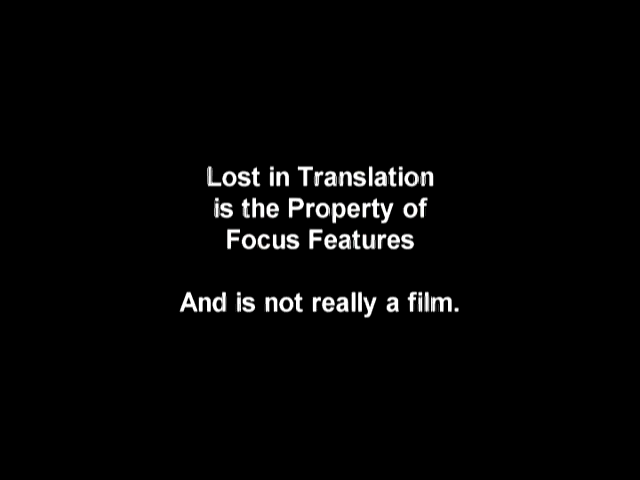 Lost in Translation
is the Property of
Focus Features
And is not really a film.